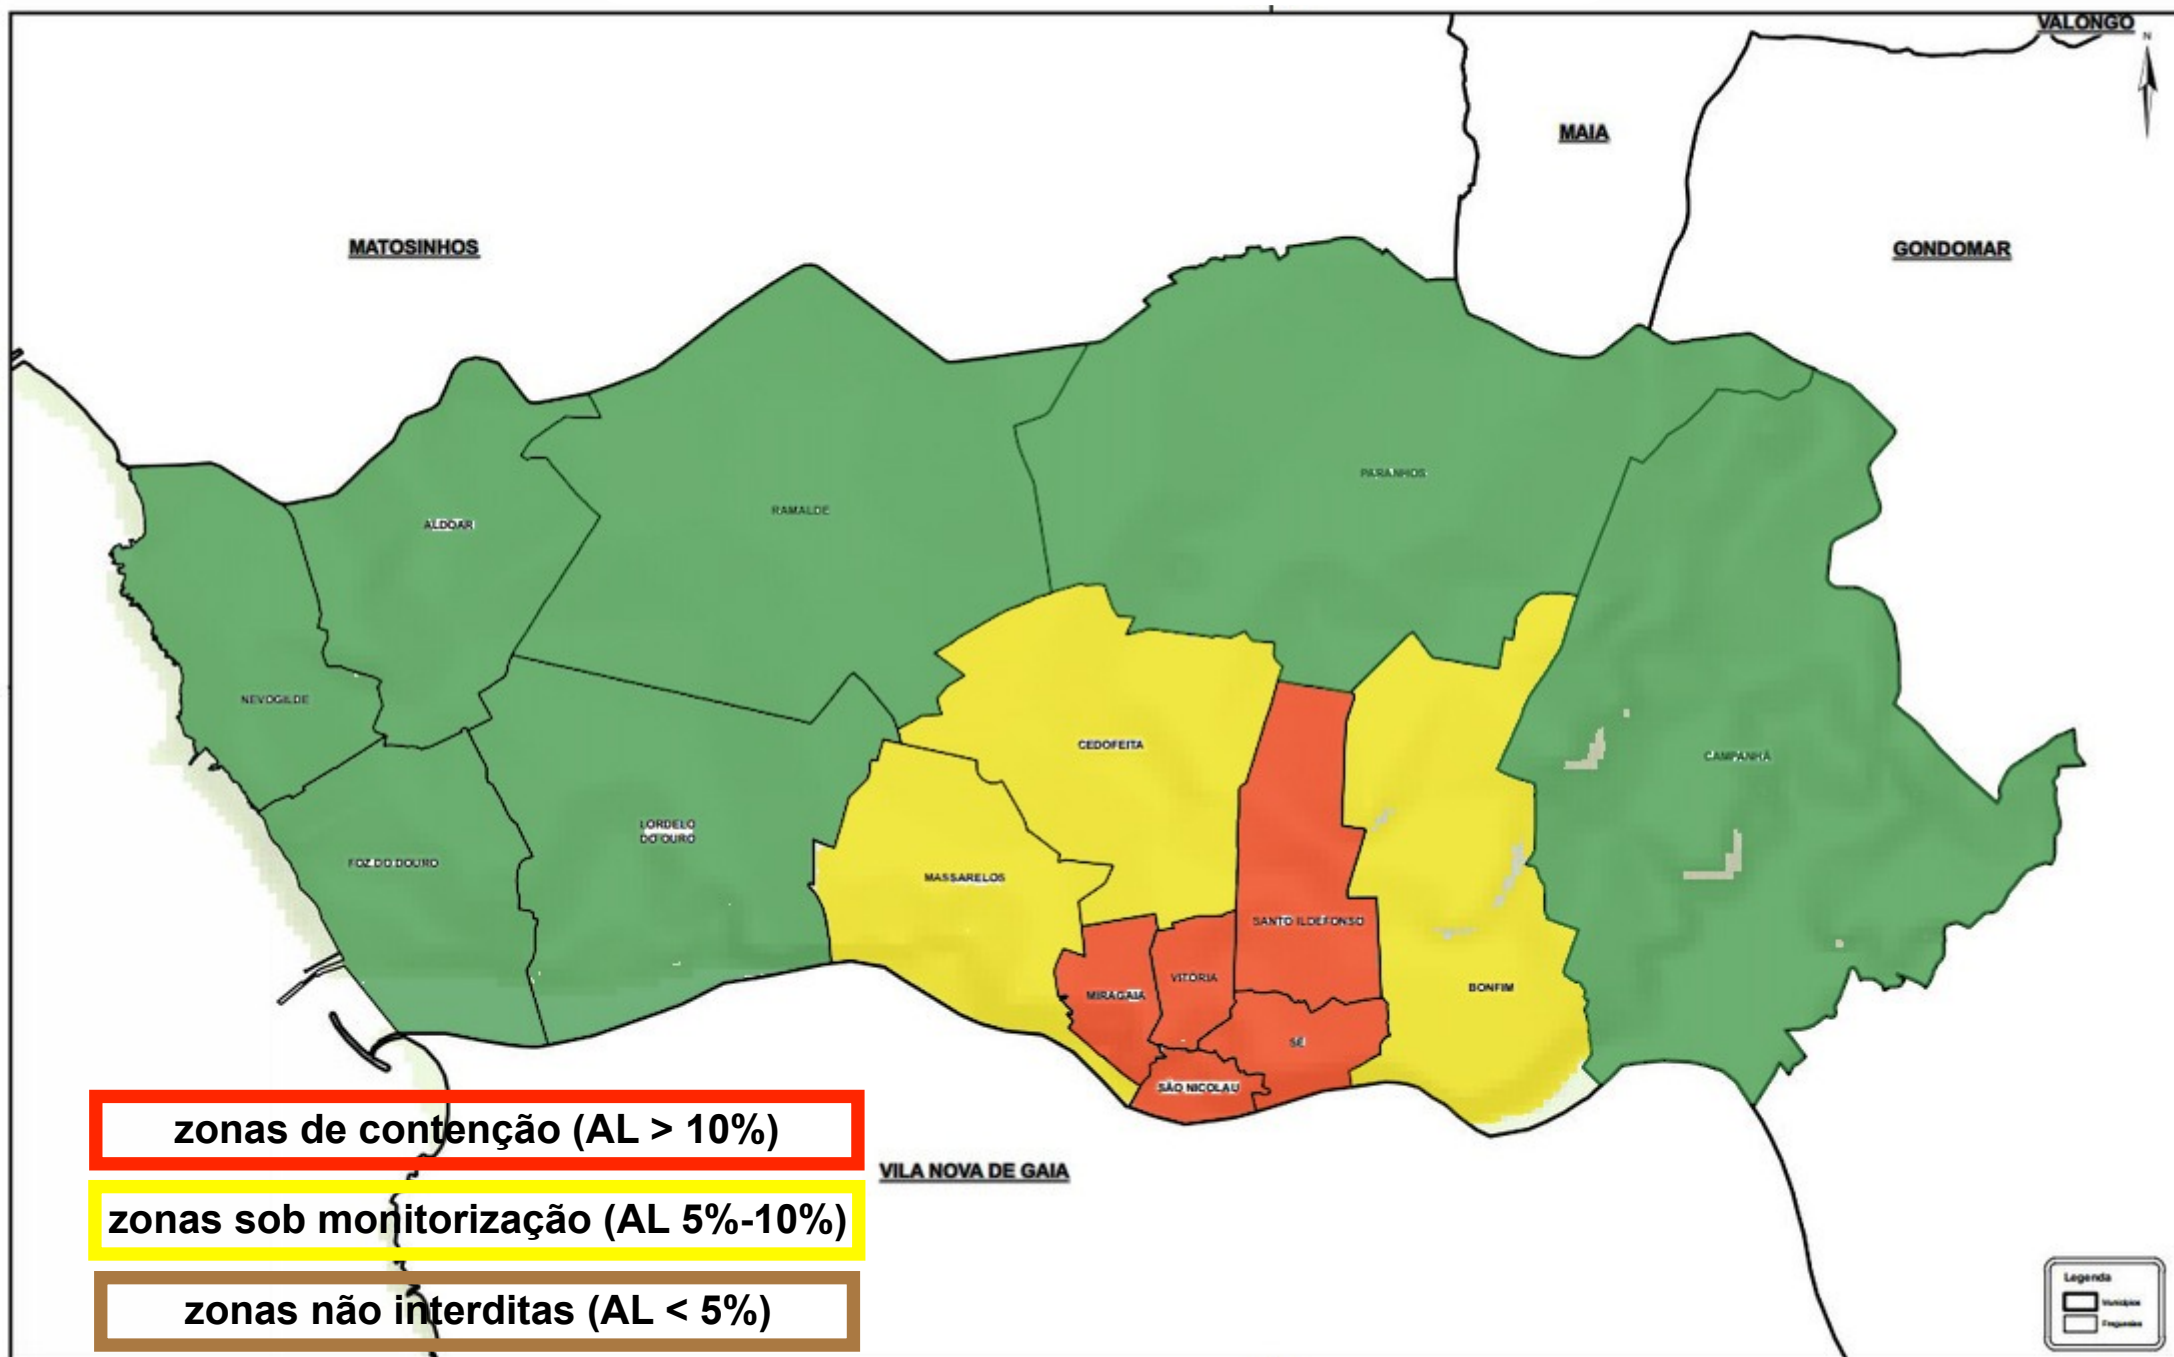 VALONGO
N
MAIA
MATOSINHOS
GONDOMAR
PARANHOS
RAMALDE
ALDOAR
NEVOGILDE
CEDOFEITA
CAMPANHÃ
LORDELO
DO OURO
FOZ DO DOURO
MASSARELOS
SANTO ILDEFONSO
VITÓRIA
BONFIM
MIRAGAIA
SÉ
SÃO NICOLAU
zonas de contenção (AL > 10%)
VILA NOVA DE GAIA
zonas sob monitorização (AL 5%-10%)
zonas não interditas (AL < 5%)
Legenda
Municípios
Freguesias